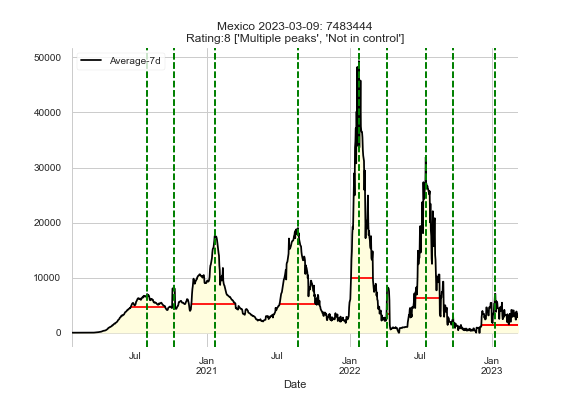 Mexico 2023-03-09: 7483444
Rating:8 ['Multiple peaks', 'Not in control']
Average-7d
50000
40000
30000
20000
10000
0
Jul
Jan
2021
Jul
Jan
2022
Jul
Jan
2023
Date